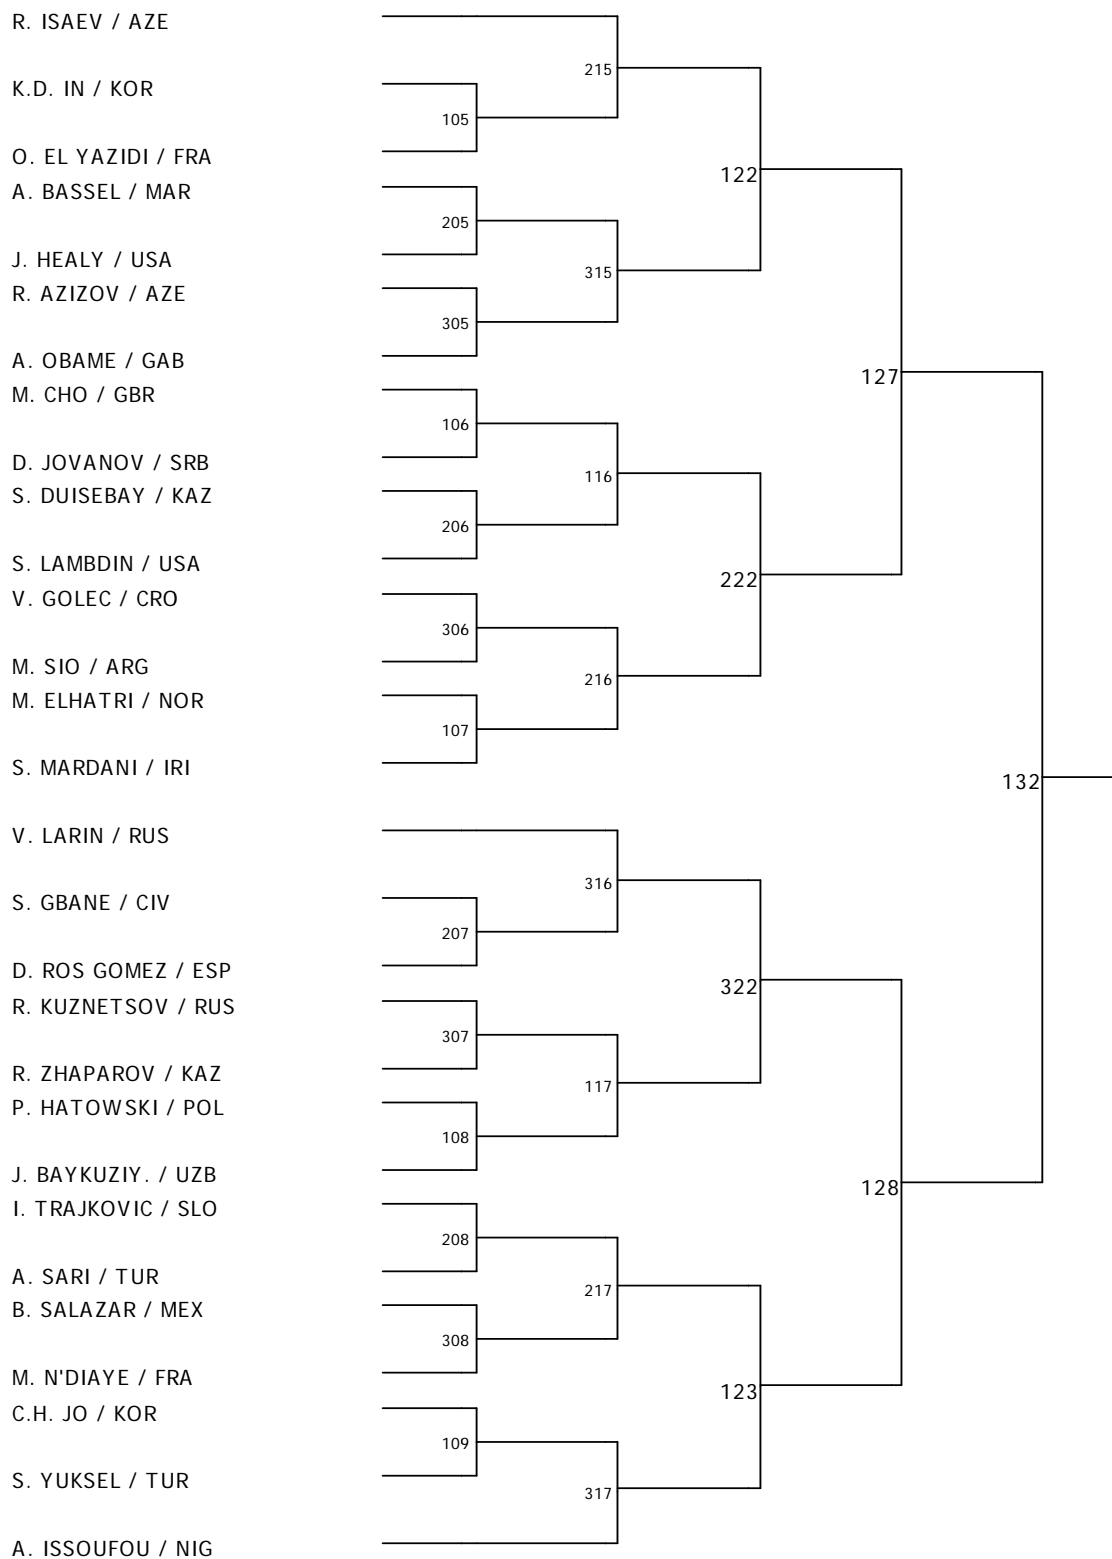 R. ISAEV / AZE
215
K.D. IN / KOR
105
O. EL YAZIDI / FRA
122
A. BASSEL / MAR
205
J. HEALY / USA
315
R. AZIZOV / AZE
305
A. OBAME / GAB
127
M. CHO / GBR
106
D. JOVANOV / SRB
116
S. DUISEBAY / KAZ
206
S. LAMBDIN / USA
222
V. GOLEC / CRO
306
M. SIO / ARG
216
M. ELHATRI / NOR
107
S. MARDANI / IRI
132
V. LARIN / RUS
316
S. GBANE / CIV
207
D. ROS GOMEZ / ESP
322
R. KUZNETSOV / RUS
307
R. ZHAPAROV / KAZ
117
P. HATOWSKI / POL
108
J. BAYKUZIY. / UZB
128
I. TRAJKOVIC / SLO
208
A. SARI / TUR
217
B. SALAZAR / MEX
308
M. N'DIAYE / FRA
123
C.H. JO / KOR
109
S. YUKSEL / TUR
317
A. ISSOUFOU / NIG